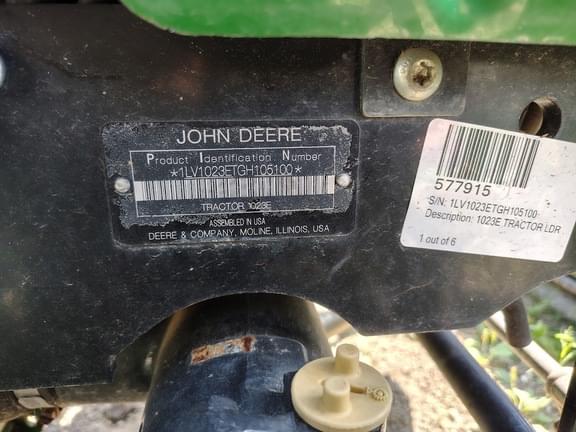 JOHN DEERE
Product Identification Number
*1LV1023ETGH105100*
TRACTOR 1023E
ASSEMBLED IN USA
DEERE & COMPANY, MOLINE, ILLINOIS, USA
577915
S/N: 1LV1023ETGH105100
Description: 1023E TRACTOR LDR
1 out of 6